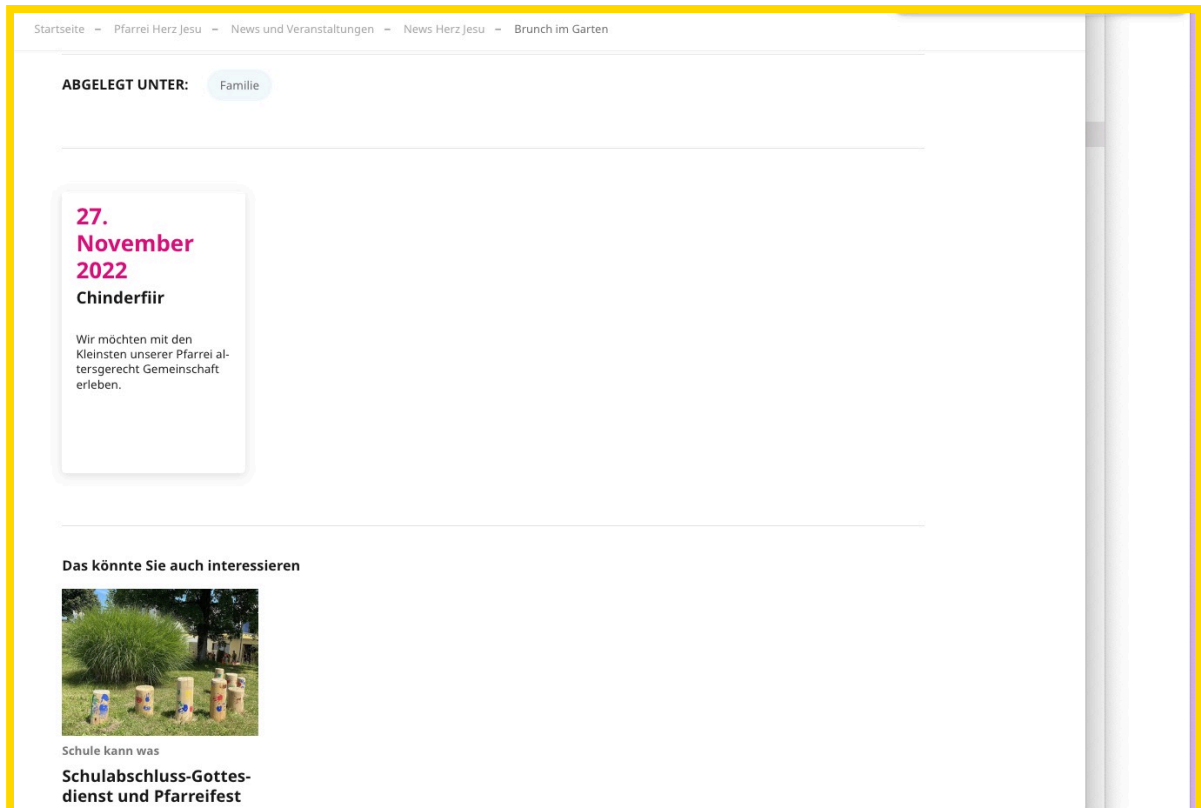 Startseite – Pfarrei Herz Jesu – News und Veranstaltungen – News Herz Jesu – Brunch im Garten
ABGELEGT UNTER: Familie
27.
November
2022
Chinderfiir
Wir möchten mit den
Kleinsten unserer Pfarrei al-
tersgerecht Gemeinschaft
erleben.
Das könnte Sie auch interessieren
Schule kann was
Schulabschluss-Gottes-
dienst und Pfarreifest